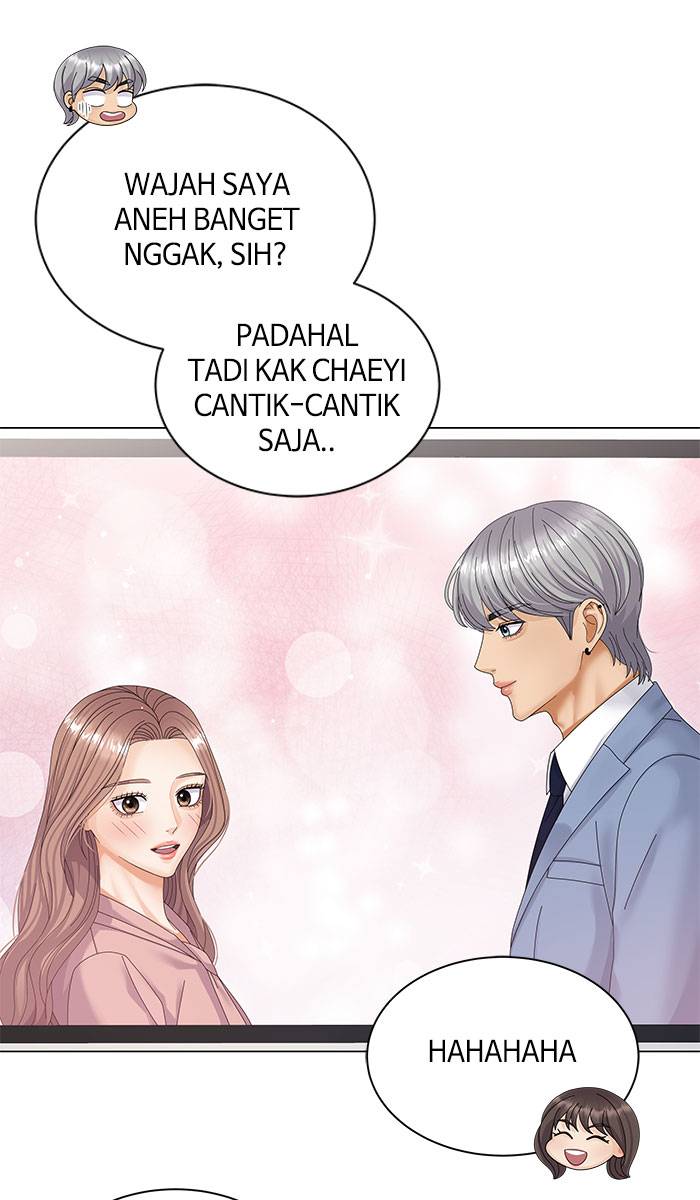 WAJAH SAYA
ANEH BANGET
NGGAK, SIH?
PADAHAL
TADI KAK CHAEYI
CANTIK-CANTIK
SAJA..
HAHAHAHA